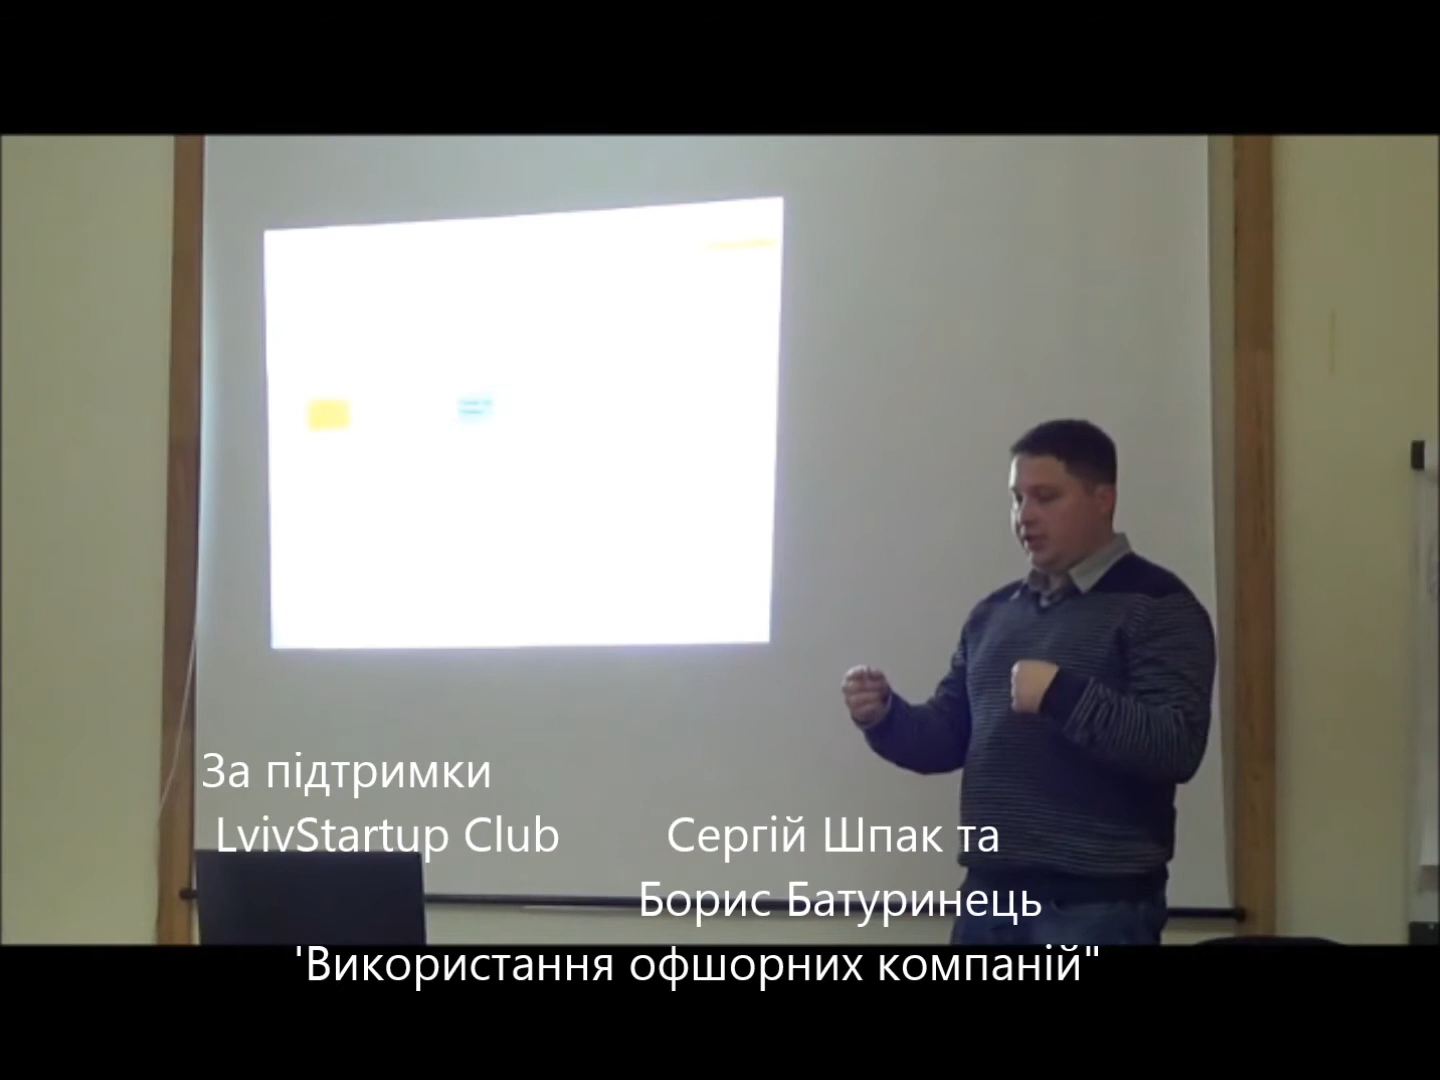 За підтримки
LvivStartup Club
Сергій Шпак та
Борис Батуринець
'Використання офшорних компаній"